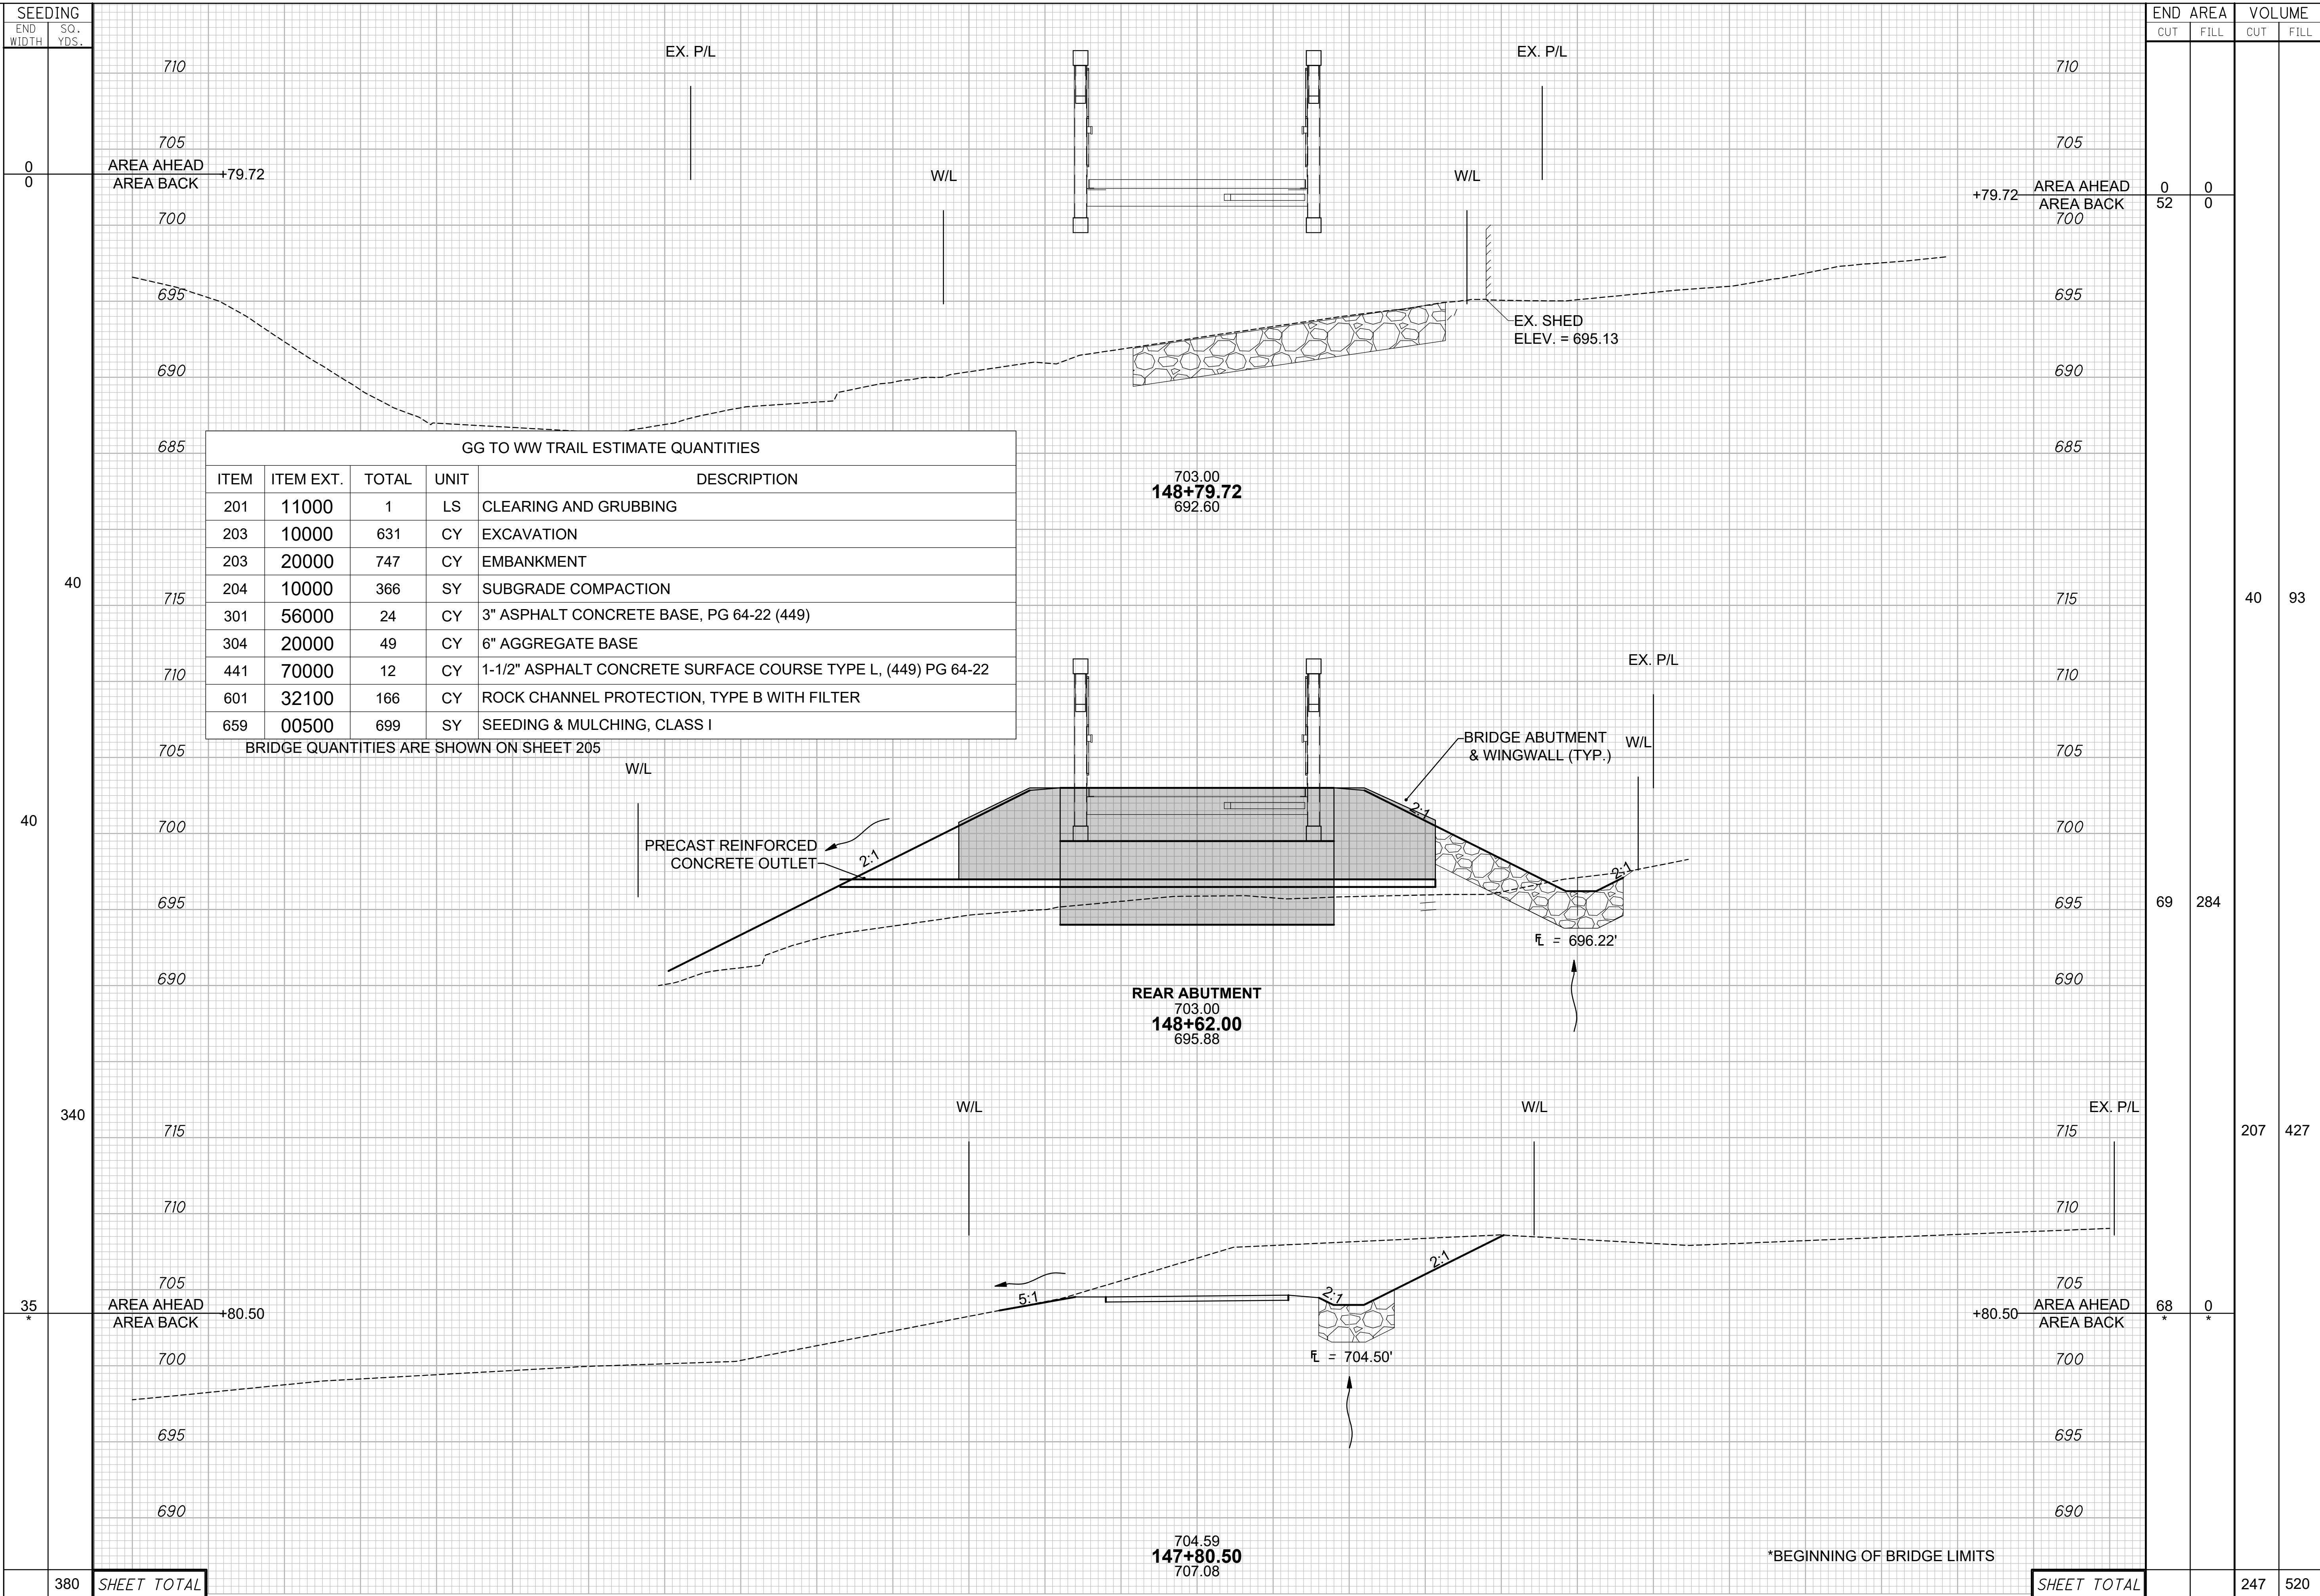 SEEDING
END WIDTH
SQ. YDS.
END AREA
VOLUME
CUT
FILL
CUT
FILL
EX. P/L
EX. P/L
710
710
705
705
0
0
AREA AHEAD
AREA BACK
+79.72
W/L
W/L
+79.72
AREA AHEAD
AREA BACK
0
0
52
0
700
700
695
695
EX. SHED
ELEV. = 695.13
690
690
685
685
703.00
148+79.72
692.60
GG TO WW TRAIL ESTIMATE QUANTITIES
ITEM ITEM EXT. TOTAL UNIT DESCRIPTION
201 11000 1 LS CLEARING AND GRUBBING
203 10000 631 CY EXCAVATION
203 20000 747 CY EMBANKMENT
204 10000 366 SY SUBGRADE COMPACTION
301 56000 24 CY 3" ASPHALT CONCRETE BASE, PG 64-22 (449)
304 20000 49 CY 6" AGGREGATE BASE
441 70000 12 CY 1-1/2" ASPHALT CONCRETE SURFACE COURSE TYPE L, (449) PG 64-22
601 32100 166 CY ROCK CHANNEL PROTECTION, TYPE B WITH FILTER
659 00500 699 SY SEEDING & MULCHING, CLASS I
BRIDGE QUANTITIES ARE SHOWN ON SHEET 205
40
40
93
715
715
710
710
EX. P/L
705
705
W/L
BRIDGE ABUTMENT
& WINGWALL (TYP.)
W/L
40
700
700
2:1
PRECAST REINFORCED
CONCRETE OUTLET
2:1
2:1
695
695
69
284
℄ = 696.22'
690
690
REAR ABUTMENT
703.00
148+62.00
695.88
W/L
W/L
EX. P/L
340
207
427
715
715
710
710
705
705
2:1
2:1
5:1
35
*
AREA AHEAD
AREA BACK
+80.50
+80.50
AREA AHEAD
AREA BACK
68
0
*
*
700
700
℄ = 704.50'
695
695
690
690
704.59
147+80.50
707.08
*BEGINNING OF BRIDGE LIMITS
380
SHEET TOTAL
SHEET TOTAL
247
520